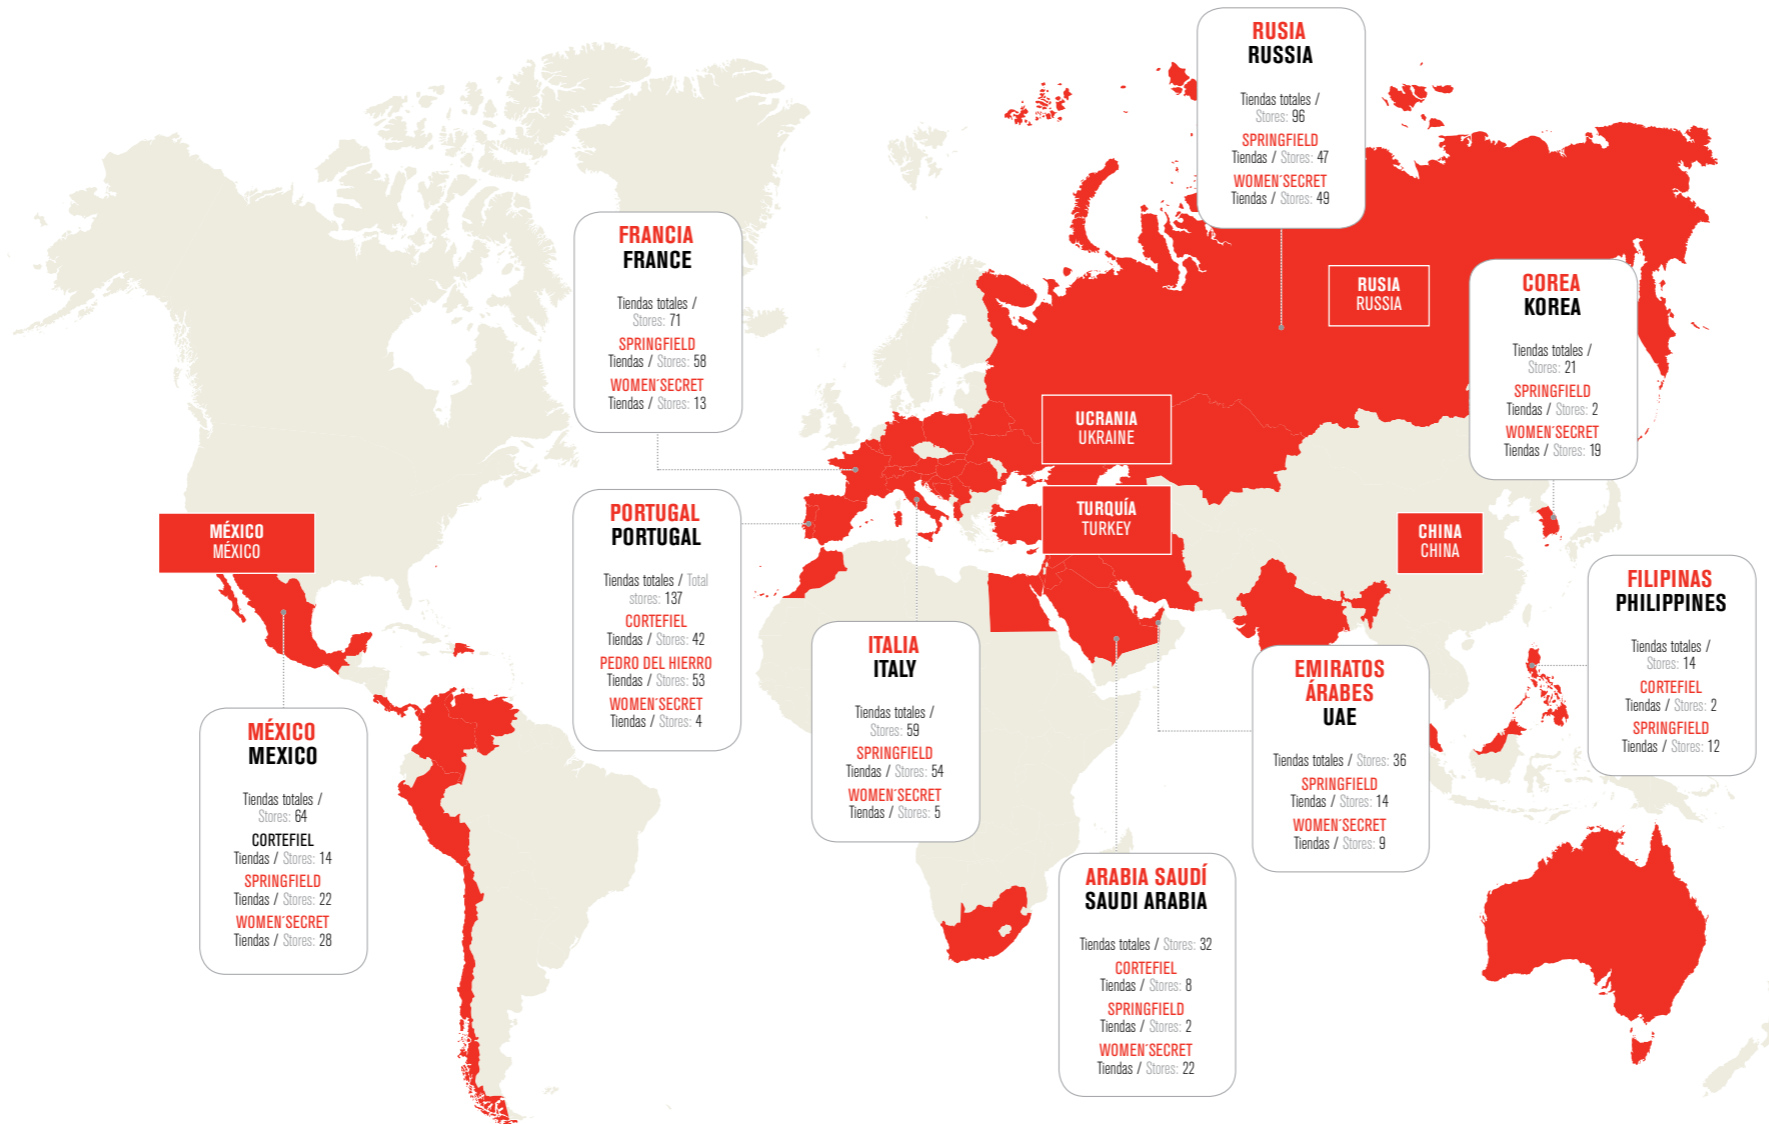 RUSIA
RUSSIA
Tiendas totales /
Stores: 96
SPRINGFIELD
Tiendas / Stores: 47
WOMEN´SECRET
Tiendas / Stores: 49
FRANCIA
FRANCE
Tiendas totales /
Stores: 71
SPRINGFIELD
Tiendas / Stores: 58
WOMEN´SECRET
Tiendas / Stores: 13
RUSIA
RUSSIA
COREA
KOREA
Tiendas totales /
Stores: 21
SPRINGFIELD
Tiendas / Stores: 2
WOMEN´SECRET
Tiendas / Stores: 19
UCRANIA
UKRAINE
TURQUÍA
TURKEY
CHINA
CHINA
MÉXICO
MÉXICO
PORTUGAL
PORTUGAL
Tiendas totales / Total
stores: 137
CORTEFIEL
Tiendas / Stores: 42
PEDRO DEL HIERRO
Tiendas / Stores: 53
WOMEN´SECRET
Tiendas / Stores: 4
FILIPINAS
PHILIPPINES
Tiendas totales /
Stores: 14
CORTEFIEL
Tiendas / Stores: 2
SPRINGFIELD
Tiendas / Stores: 12
ITALIA
ITALY
Tiendas totales /
Stores: 59
SPRINGFIELD
Tiendas / Stores: 54
WOMEN´SECRET
Tiendas / Stores: 5
EMIRATOS
ÁRABES
UAE
Tiendas totales / Stores: 36
SPRINGFIELD
Tiendas / Stores: 14
WOMEN´SECRET
Tiendas / Stores: 9
MÉXICO
MEXICO
Tiendas totales /
Stores: 64
CORTEFIEL
Tiendas / Stores: 14
SPRINGFIELD
Tiendas / Stores: 22
WOMEN´SECRET
Tiendas / Stores: 28
ARABIA SAUDÍ
SAUDI ARABIA
Tiendas totales / Stores: 32
CORTEFIEL
Tiendas / Stores: 8
SPRINGFIELD
Tiendas / Stores: 2
WOMEN´SECRET
Tiendas / Stores: 22